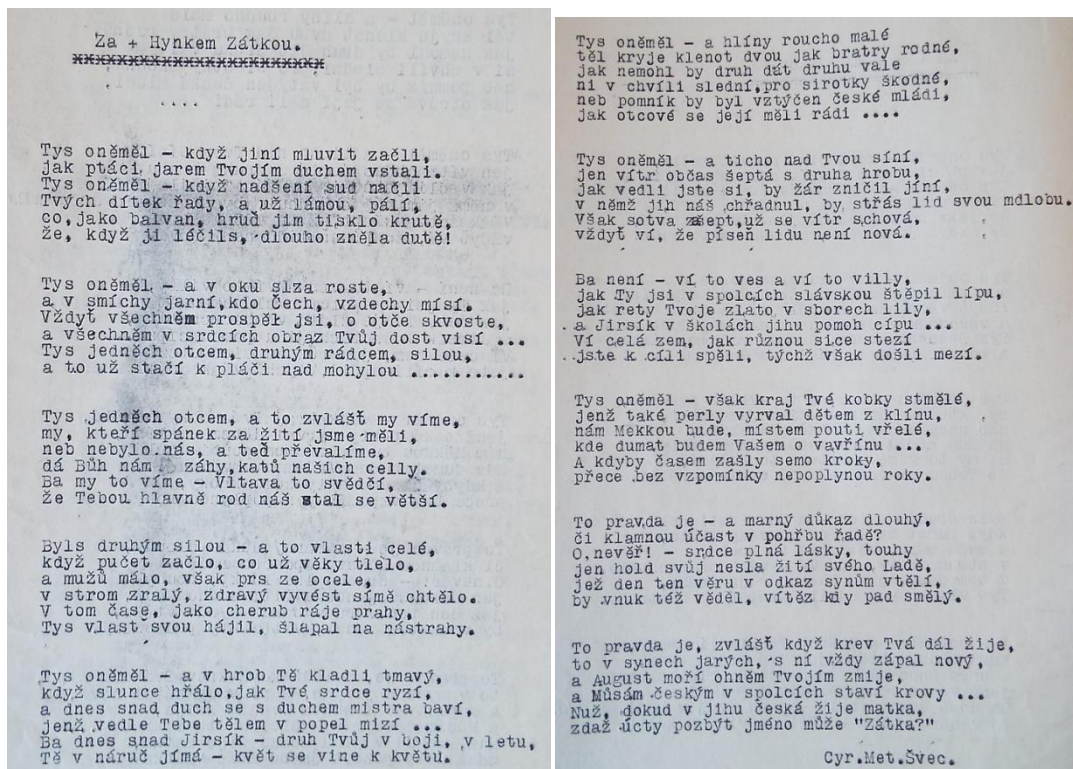 Za + Hynkem Zátkou.
xxxxxxxxxxxxxxxxxxxxxxxx
....
Tys oněměl - když jiní mluvit začli,
jak ptáci, jarem Tvojím duchem vstali.
Tys oněměl - když nadšení sud načli
Tvých dítek řady, a už lámou, pálí,
co, jako balvan, hruď jim tisklo krutě,
že, když ji léčils, dlouho zněla dutě!
Tys oněměl - a v oku slza roste,
a v smíchy jarní, kdo Čech, vzdechy mísí.
Vždyť všechněm prospěl jsi, o otče skvoste,
a všechněm v srdcích obraz Tvůj dost visí ...
Tys jedněch otcem, druhým rádcem, silou,
a to už stačí k pláči nad mohylou ...........
Tys jedněch otcem, a to zvlášť my víme,
my, kteří spánek za žití jsme měli,
neb nebylo nás, a teď převalíme,
dá Bůh nám záhy, katů našich celly.
Ba my to víme - Vltava to svědčí,
že Tebou hlavně rod náš stal se větší.
Byls druhým silou - a to vlasti celé,
když pučet začlo, co už věky tlelo,
a mužů málo, však prs ze ocele,
v strom zralý, zdravý vyvést símě chtělo.
V tom čase, jako cherub ráje prahy,
Tys vlast svou hájil, šlapal na nástrahy.
Tys oněměl - a v hrob Tě kladli tmavý,
když slunce hřálo, jak Tvé srdce ryzí,
a dnes snad duch se s duchem mistra baví,
jenž vedle Tebe tělem v popel mizí ...
Ba dnes snad Jirsík - druh Tvůj v boji, v letu,
Tě v náruč jímá - květ se vine k květu.
Tys oněměl - a hlíny roucho malé
těl kryje klenot dvou jak bratry rodné,
jak nemohl by druh dát druhu vale
ni v chvíli slední, pro sirotky škodné,
neb pomník by byl vztyčen české mládi,
jak otcové se její měli rádi ....
Tys oněměl - a ticho nad Tvou síní,
jen vítr občas šeptá s druha hrobu,
jak vedli jste si, by žár zničil jíní,
v němž jih náš chřadnul, by střás lid svou mdlobu.
Však sotva zšept, už se vítr schová,
vždyť ví, že píseň lidu není nová.
Ba není - ví to ves a ví to villy,
jak Ty jsi v spolcích slávskou štěpil lípu,
jak rety Tvoje zlato v sborech lily,
a Jirsík v školách jihu pomoh cípu ...
Ví celá zem, jak různou sice stezí
jste k cíli spěli, týchž však došli mezí.
Tys oněměl - však kraj Tvé kobky stmělé,
jenž také perly vyrval dětem z klínu,
nám Mekkou bude, místem pouti vřelé,
kde dumat budem Vašem o vavřínu ...
A kdyby časem zašly semo kroky,
přece bez vzpomínky nepoplynou roky.
To pravda je - a marný důkaz dlouhý,
či klamnou účast v pohřbu řadě?
O,nevěř! - srdce plná lásky, touhy
jen hold svůj nesla žití svého Ladě,
jež den ten věru v odkaz synům vtělí,
by vnuk též věděl, vítěz kdy pad smělý.
To pravda je, zvlášť když krev Tvá dál žije,
to v synech jarých, s ní vždy zápal nový,
a August moří ohněm Tvojím zmije,
a Músám českým v spolcích staví krovy ...
Nuž, dokud v jihu česká žije matka,
zdaž úcty pozbýt jméno může "Zátka?"
Cyr.Met.Švec.